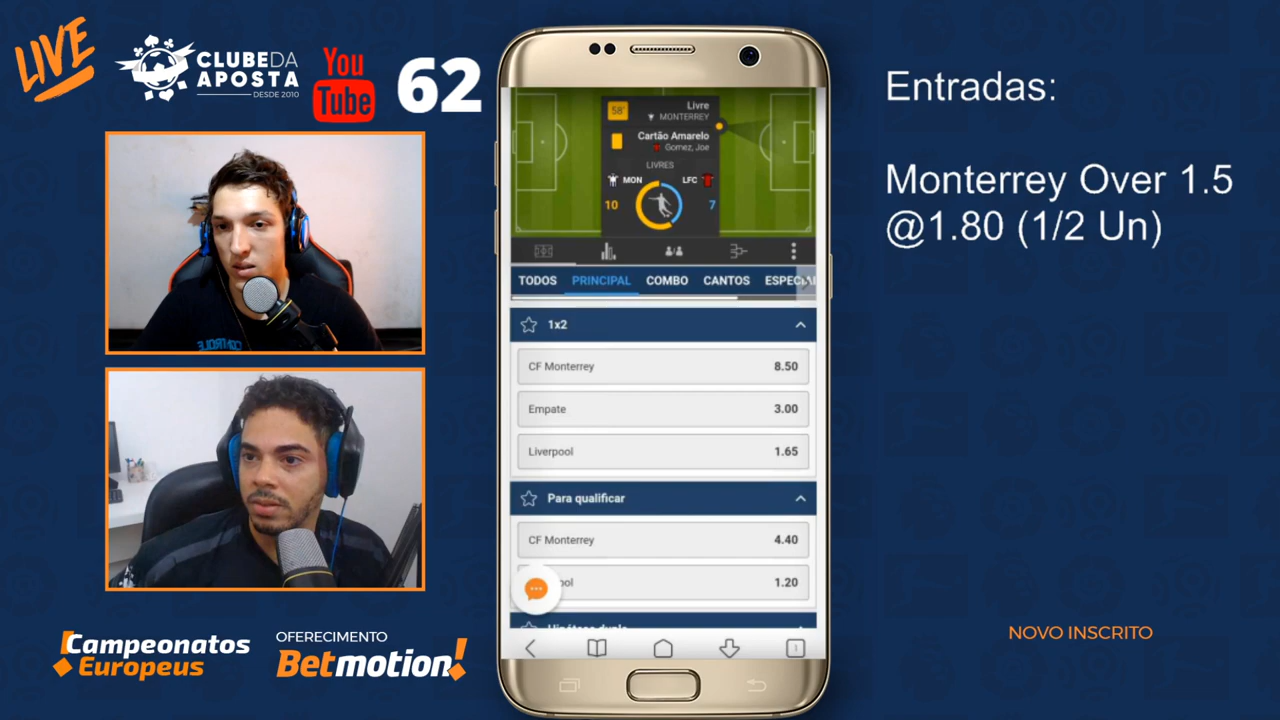 LIVE
CLUBEDA
APOSTA
DESDE 2010
You
Tube
62
58'
Livre
MONTERREY
Cartão Amarelo
Gomez, Joe
LIVRES
MON
LFC
10
7
TODOS
PRINCIPAL
COMBO
CANTOS
1x2
CF Monterrey
8.50
Empate
3.00
Liverpool
1.65
Para qualificar
CF Monterrey
4.40
pool
1.20
Entradas:
Monterrey Over 1.5
@1.80 (1/2 Un)
Campeonatos
Europeus
OFERECIMENTO
Betmotion!
NOVO INSCRITO